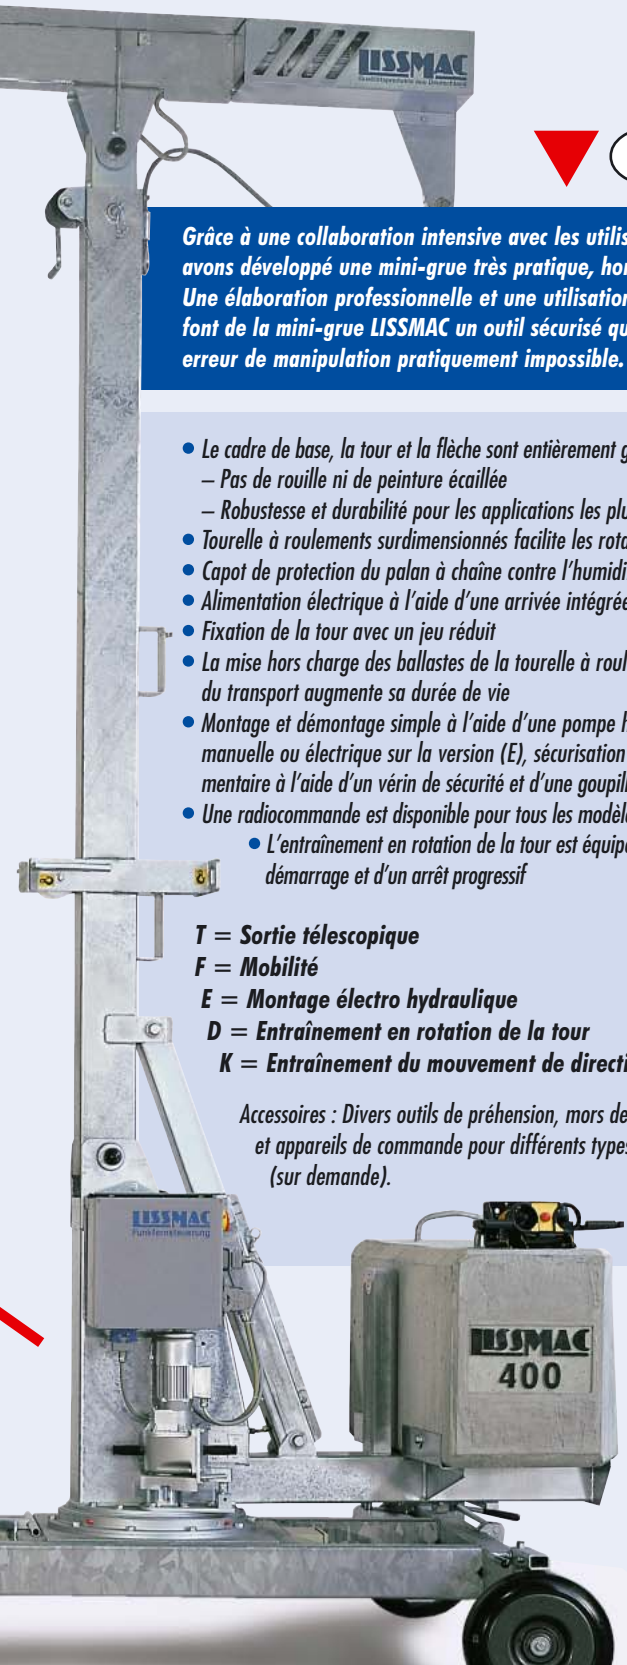 LISSMAC
Qualitätsprodukte aus Deutschland
Grâce à une collaboration intensive avec les utilis
avons développé une mini-grue très pratique, hor
Une élaboration professionnelle et une utilisation
font de la mini-grue LISSMAC un outil sécurisé qu
erreur de manipulation pratiquement impossible.
• Le cadre de base, la tour et la flèche sont entièrement g
– Pas de rouille ni de peinture écaillée
– Robustesse et durabilité pour les applications les plu
• Tourelle à roulements surdimensionnés facilite les rota
• Capot de protection du palan à chaîne contre l'humidi
• Alimentation électrique à l'aide d'une arrivée intégrée
• Fixation de la tour avec un jeu réduit
• La mise hors charge des ballastes de la tourelle à roul
du transport augmente sa durée de vie
• Montage et démontage simple à l'aide d'une pompe h
manuelle ou électrique sur la version (E), sécurisation
mentaire à l'aide d'un vérin de sécurité et d'une goupill
• Une radiocommande est disponible pour tous les modèle
• L'entraînement en rotation de la tour est équipé
démarrage et d'un arrêt progressif
T = Sortie télescopique
F = Mobilité
E = Montage électro hydraulique
D = Entraînement en rotation de la tour
K = Entraînement du mouvement de directi
Accessoires : Divers outils de préhension, mors de
et appareils de commande pour différents types
(sur demande).
LISSMAC
Funkfernsteuerung
LISSMAC
400